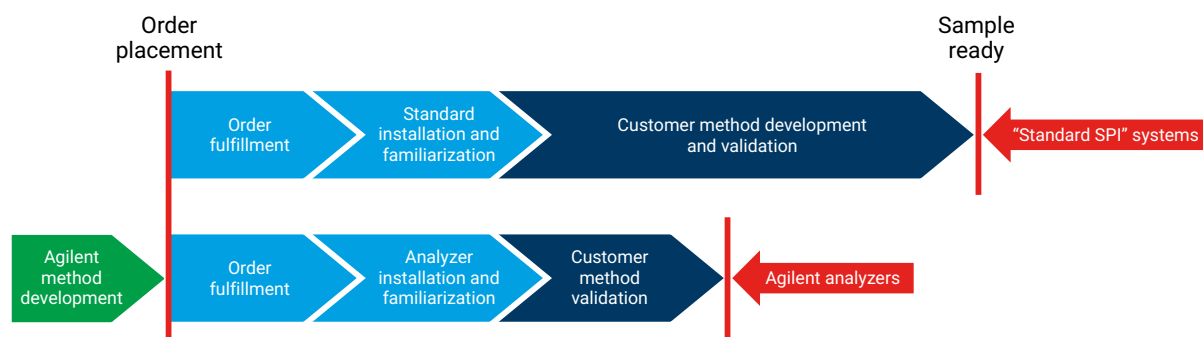 Order
placement
Sample
ready
Order
fulfillment
Standard
installation and
familiarization
Customer method development
and validation
“Standard SPI” systems
Agilent
method
development
Order
fulfillment
Analyzer
installation and
familiarization
Customer
method
validation
Agilent analyzers